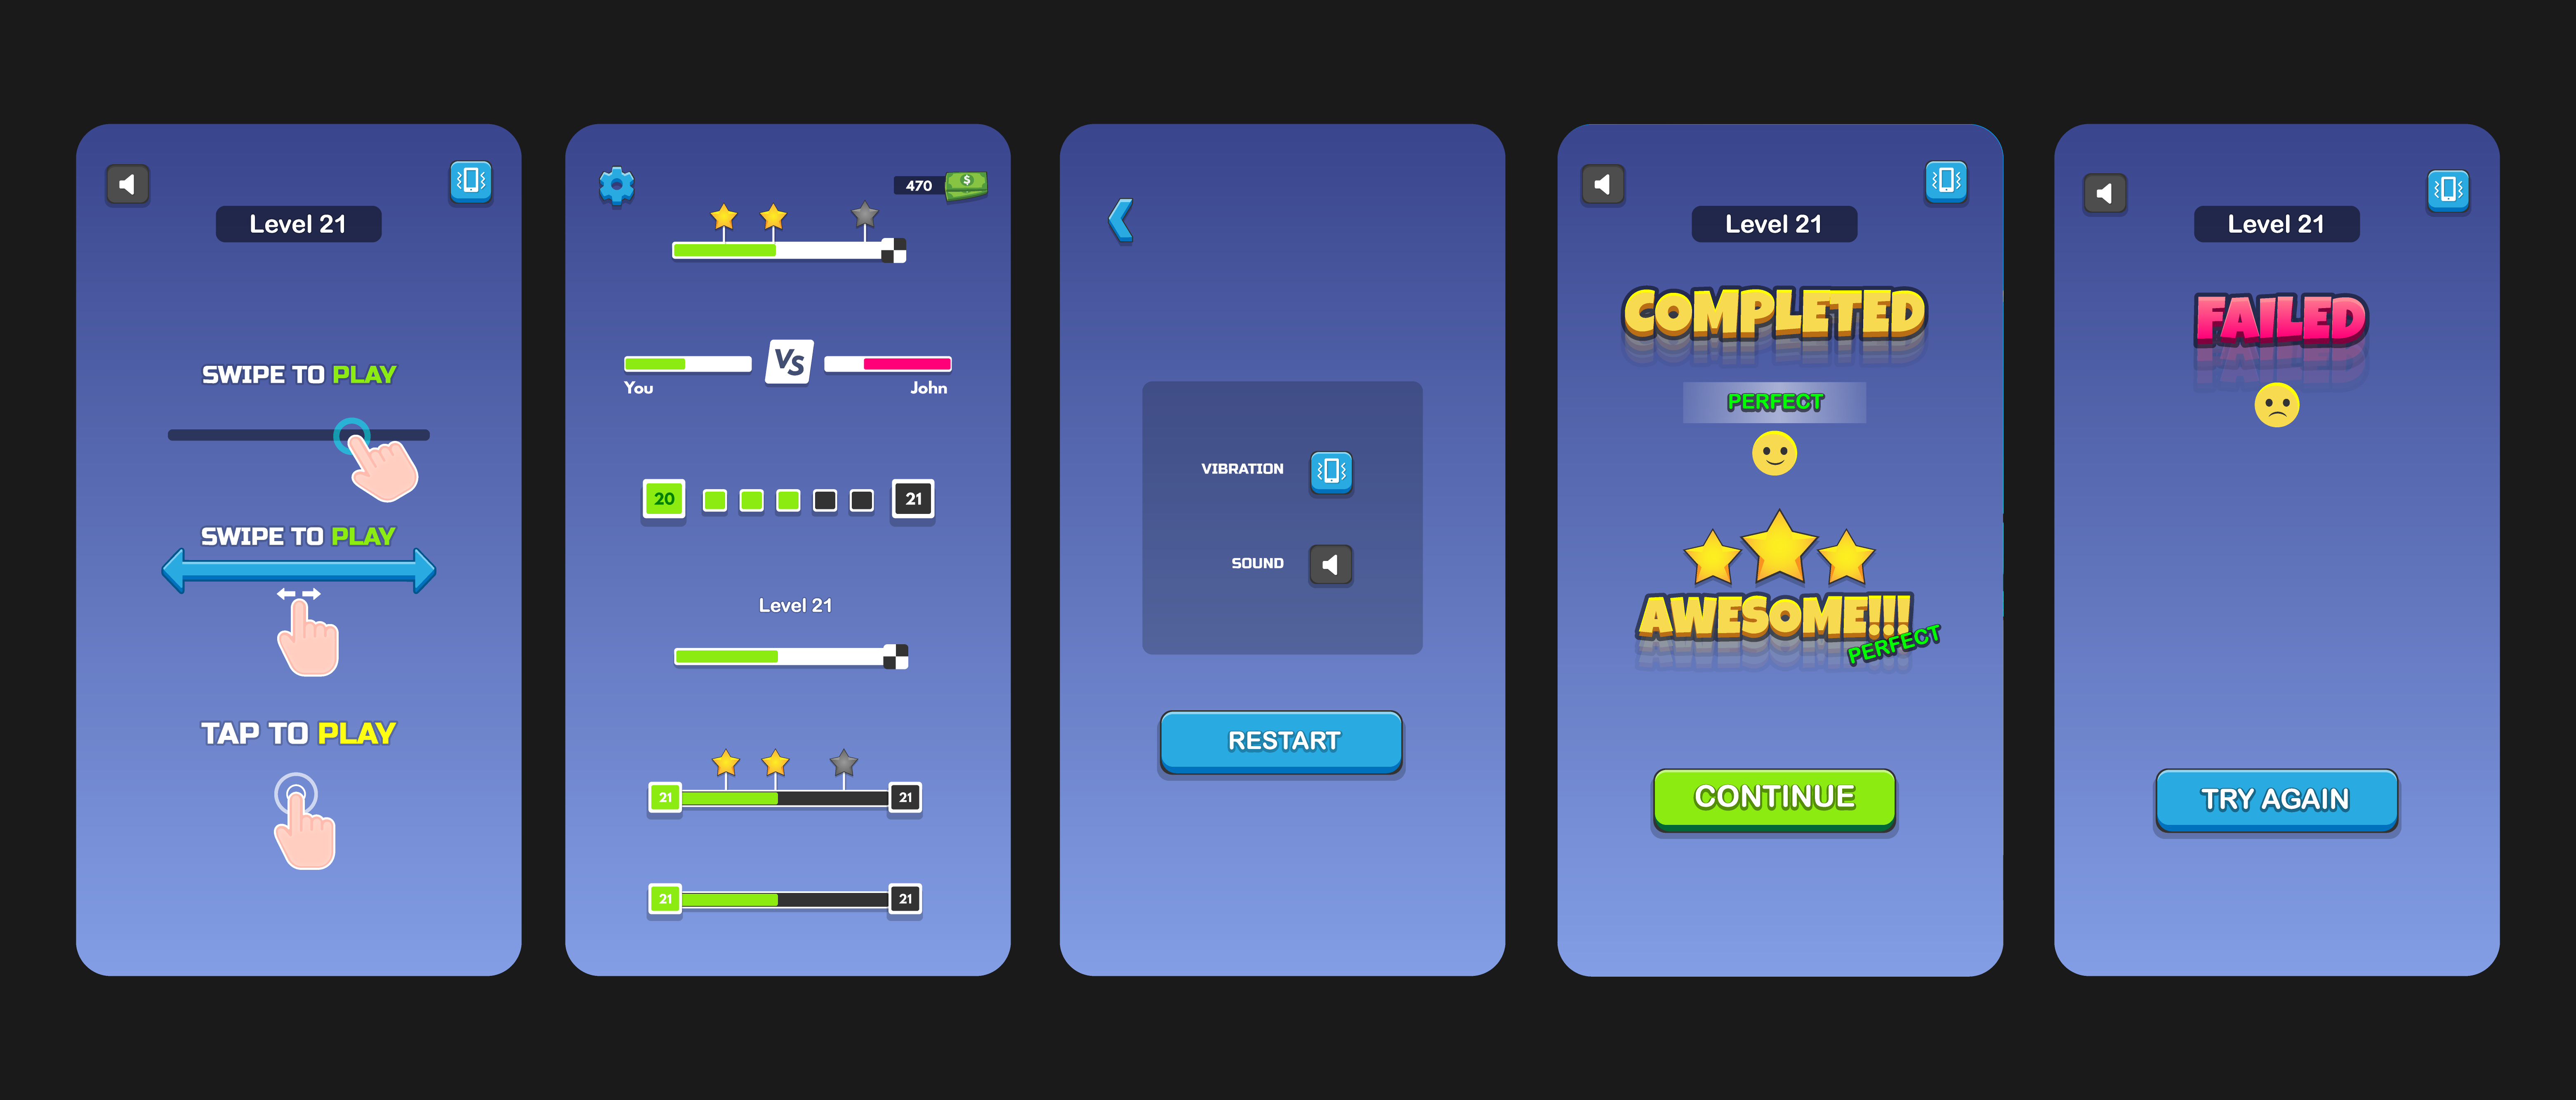 Level 21
SWIPE TO PLAY
SWIPE TO PLAY
TAP TO PLAY
470
$
VS
You
John
20
21
Level 21
21
21
21
21
VIBRATION
SOUND
RESTART
Level 21
COMPLETED
PERFECT
AWESOME!!!
PERFECT
CONTINUE
Level 21
FAILED
TRY AGAIN